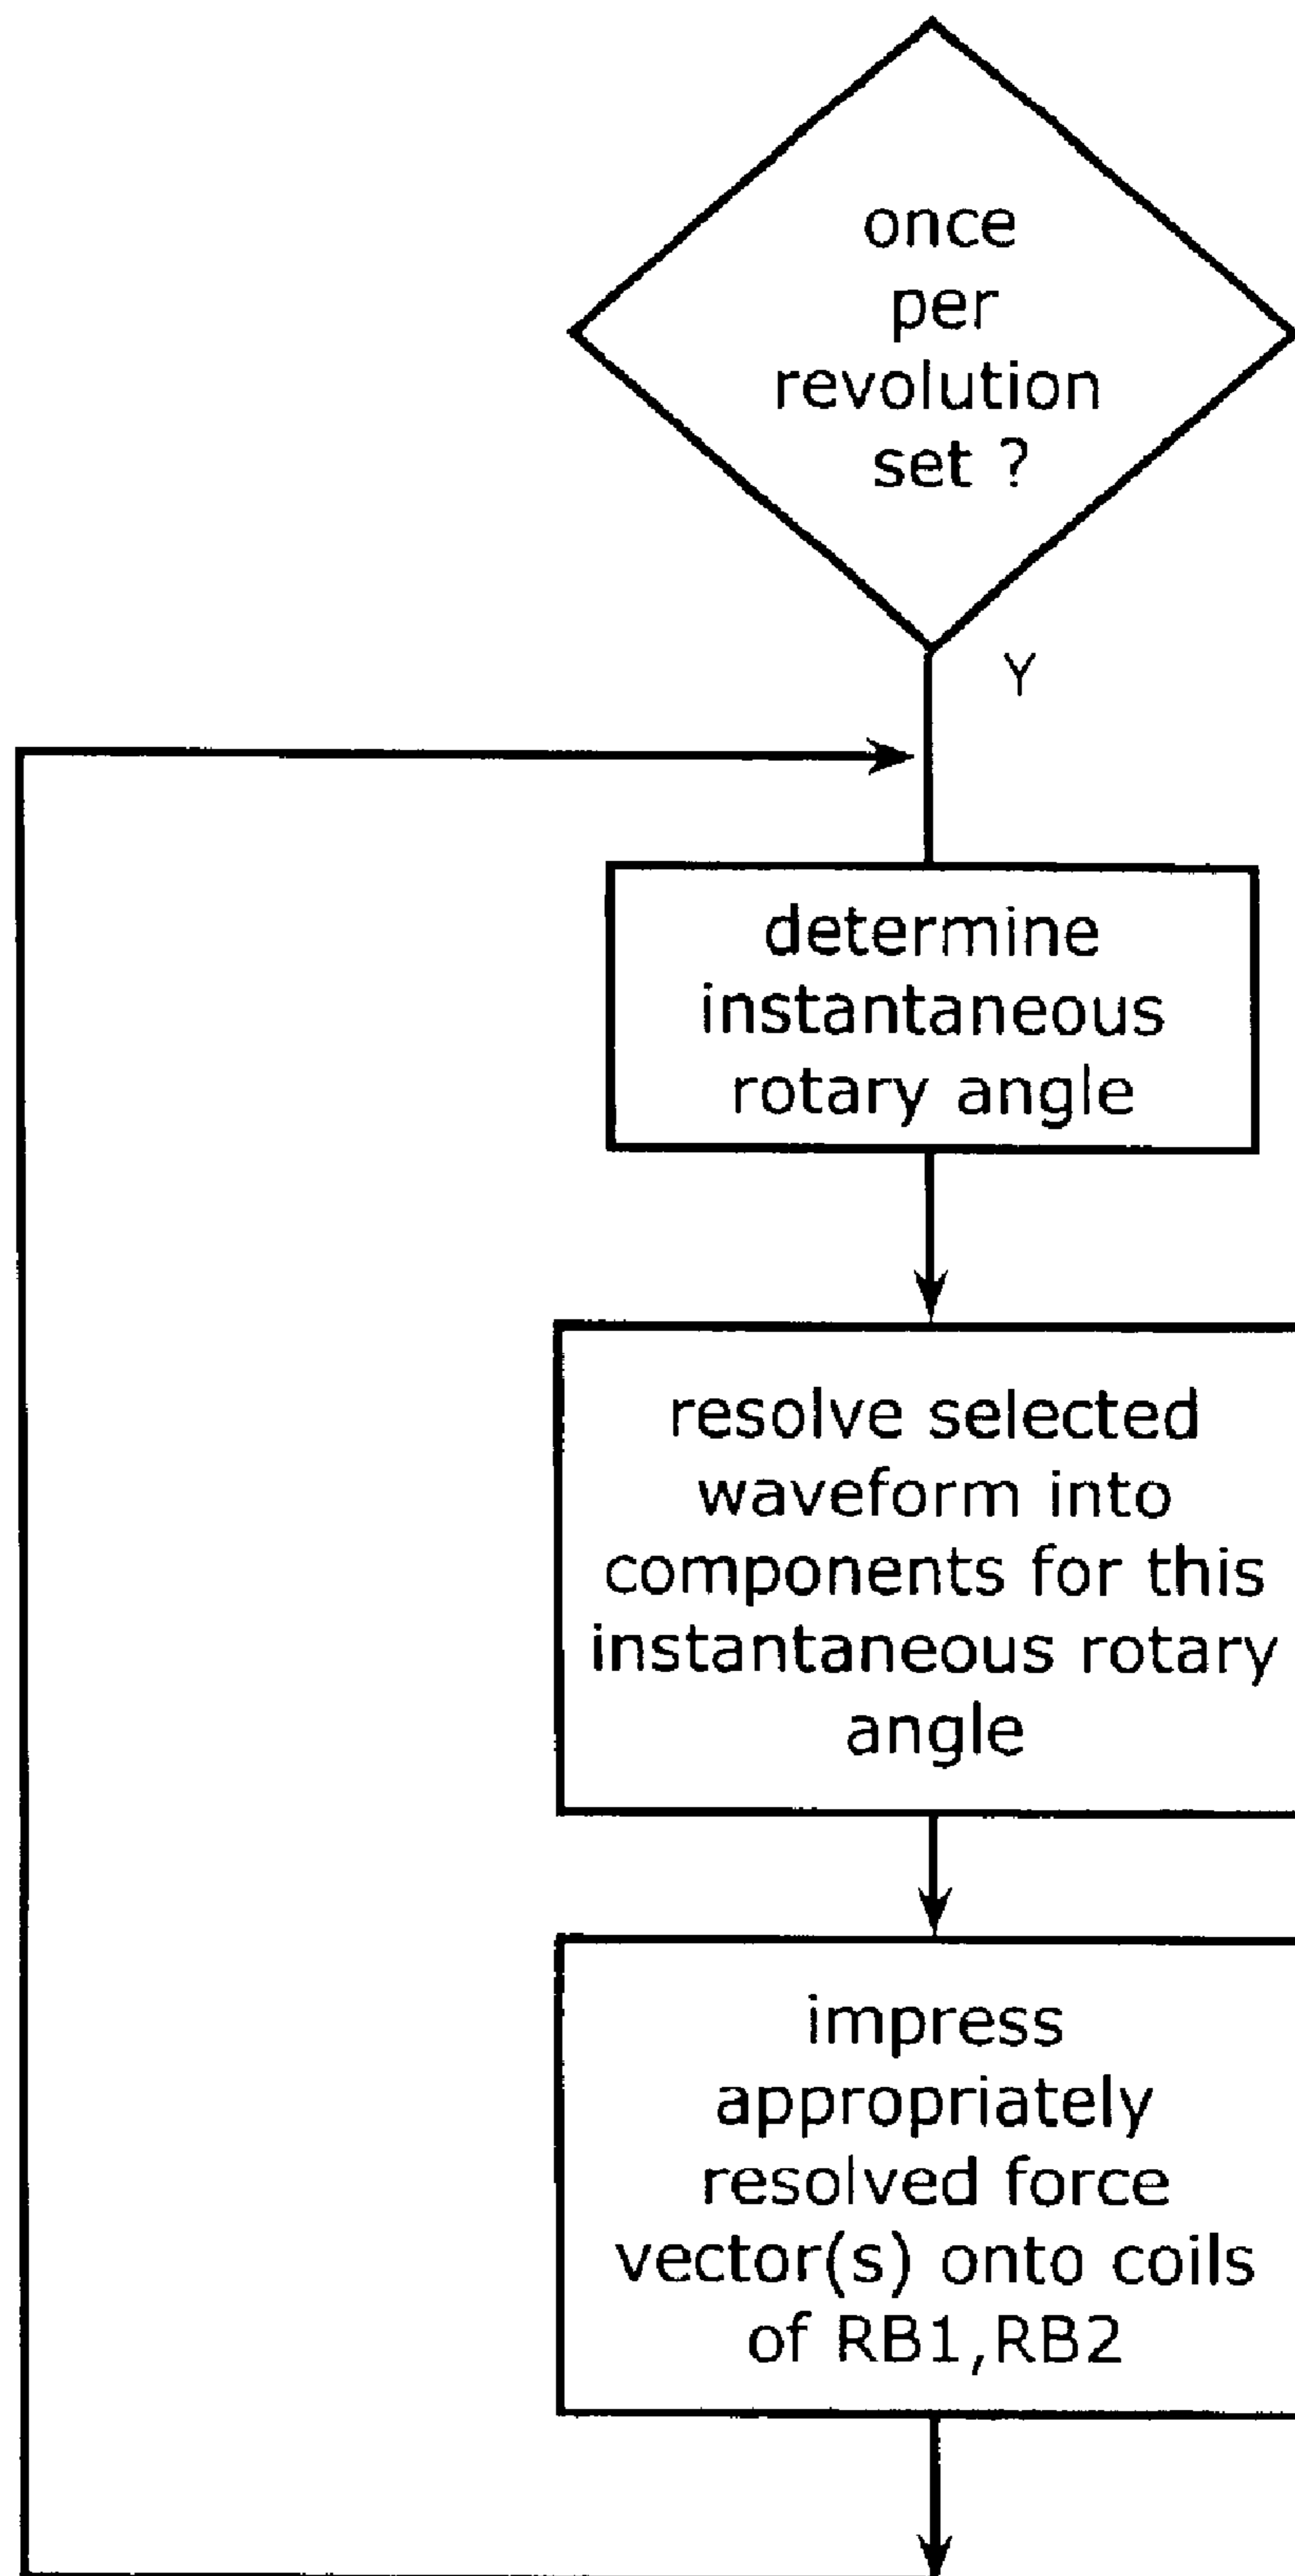 once
per
revolution
set ?
Y
determine
instantaneous
rotary angle
resolve selected
waveform into
components for this
instantaneous rotary
angle
impress
appropriately
resolved force
vector(s) onto coils
of RB1,RB2